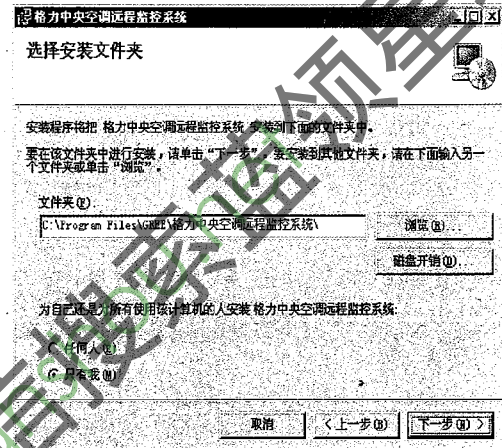 格力中央空调远程监控系统
选择安装文件夹
安装程序将把 格力中央空调远程监控系统 安装到下面的文件夹中。
要在该文件夹中进行安装，请单击“下一步”。要安装到其他文件夹，请在下面输入另一
个文件夹或单击“浏览”。
文件夹(F)：
C:\Program Files\GREE\格力中央空调远程监控系统\
浏览(R)...
磁盘开销(D)...
为自己还是为所有使用该计算机的人安装 格力中央空调远程监控系统:
任何人(E)
只有我(M)
取消
< 上一步(B)
下一步(N) >